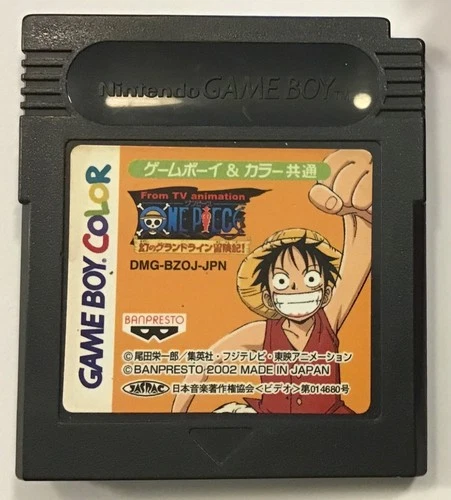 Nintendo GAME BOY
GAME BOY COLOR
ゲームボーイ & カラー共通
From TV animation
ONE PIECE
幻のグランドライン冒険記!
DMG-BZOJ-JPN
BANPRESTO
©尾田栄一郎/集英社・フジテレビ・東映アニメーション
©BANPRESTO 2002 MADE IN JAPAN
JASRAC 日本音楽著作権協会<ビデオ>第014680号